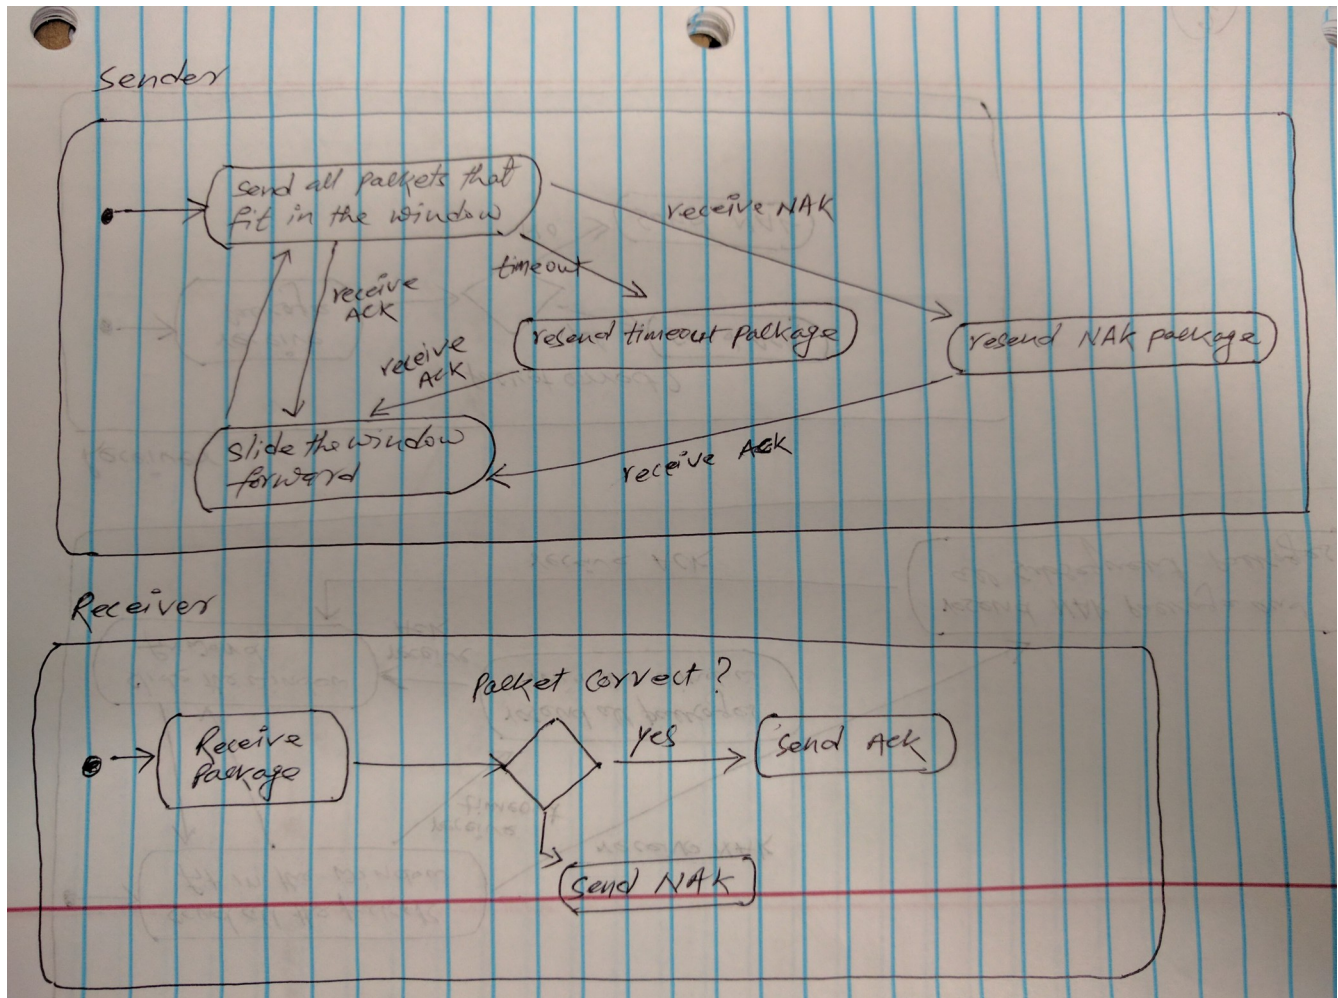 Sender
send all packets that
fit in the window
receive NAK
timeout
receive
ACK
resend timeout package
resend NAK package
receive
ACK
slide the window
forward
receive ACK
Receiver
Packet Correct ?
Receive
Package
yes
Send ACK
Send NAK